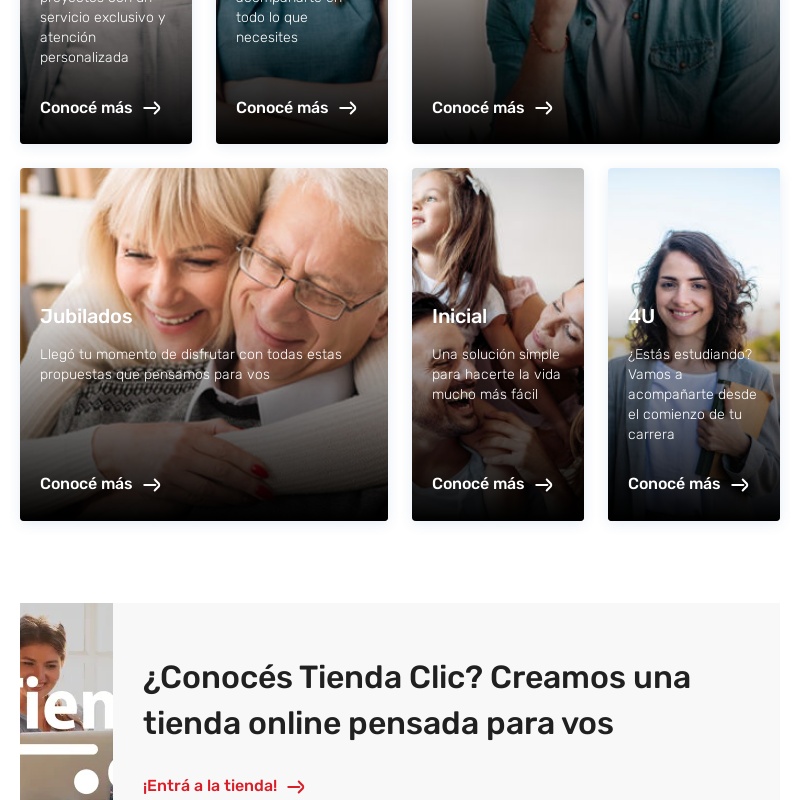 servicio exclusivo y
atención
personalizada
Conocé más
todo lo que
necesites
Conocé más
Conocé más
Jubilados
Llegó tu momento de disfrutar con todas estas
propuestas que pensamos para vos
Conocé más
Inicial
Una solución simple
para hacerte la vida
mucho más fácil
Conocé más
4U
¿Estás estudiando?
Vamos a
acompañarte desde
el comienzo de tu
carrera
Conocé más
¿Conocés Tienda Clic? Creamos una
tienda online pensada para vos
¡Entrá a la tienda!